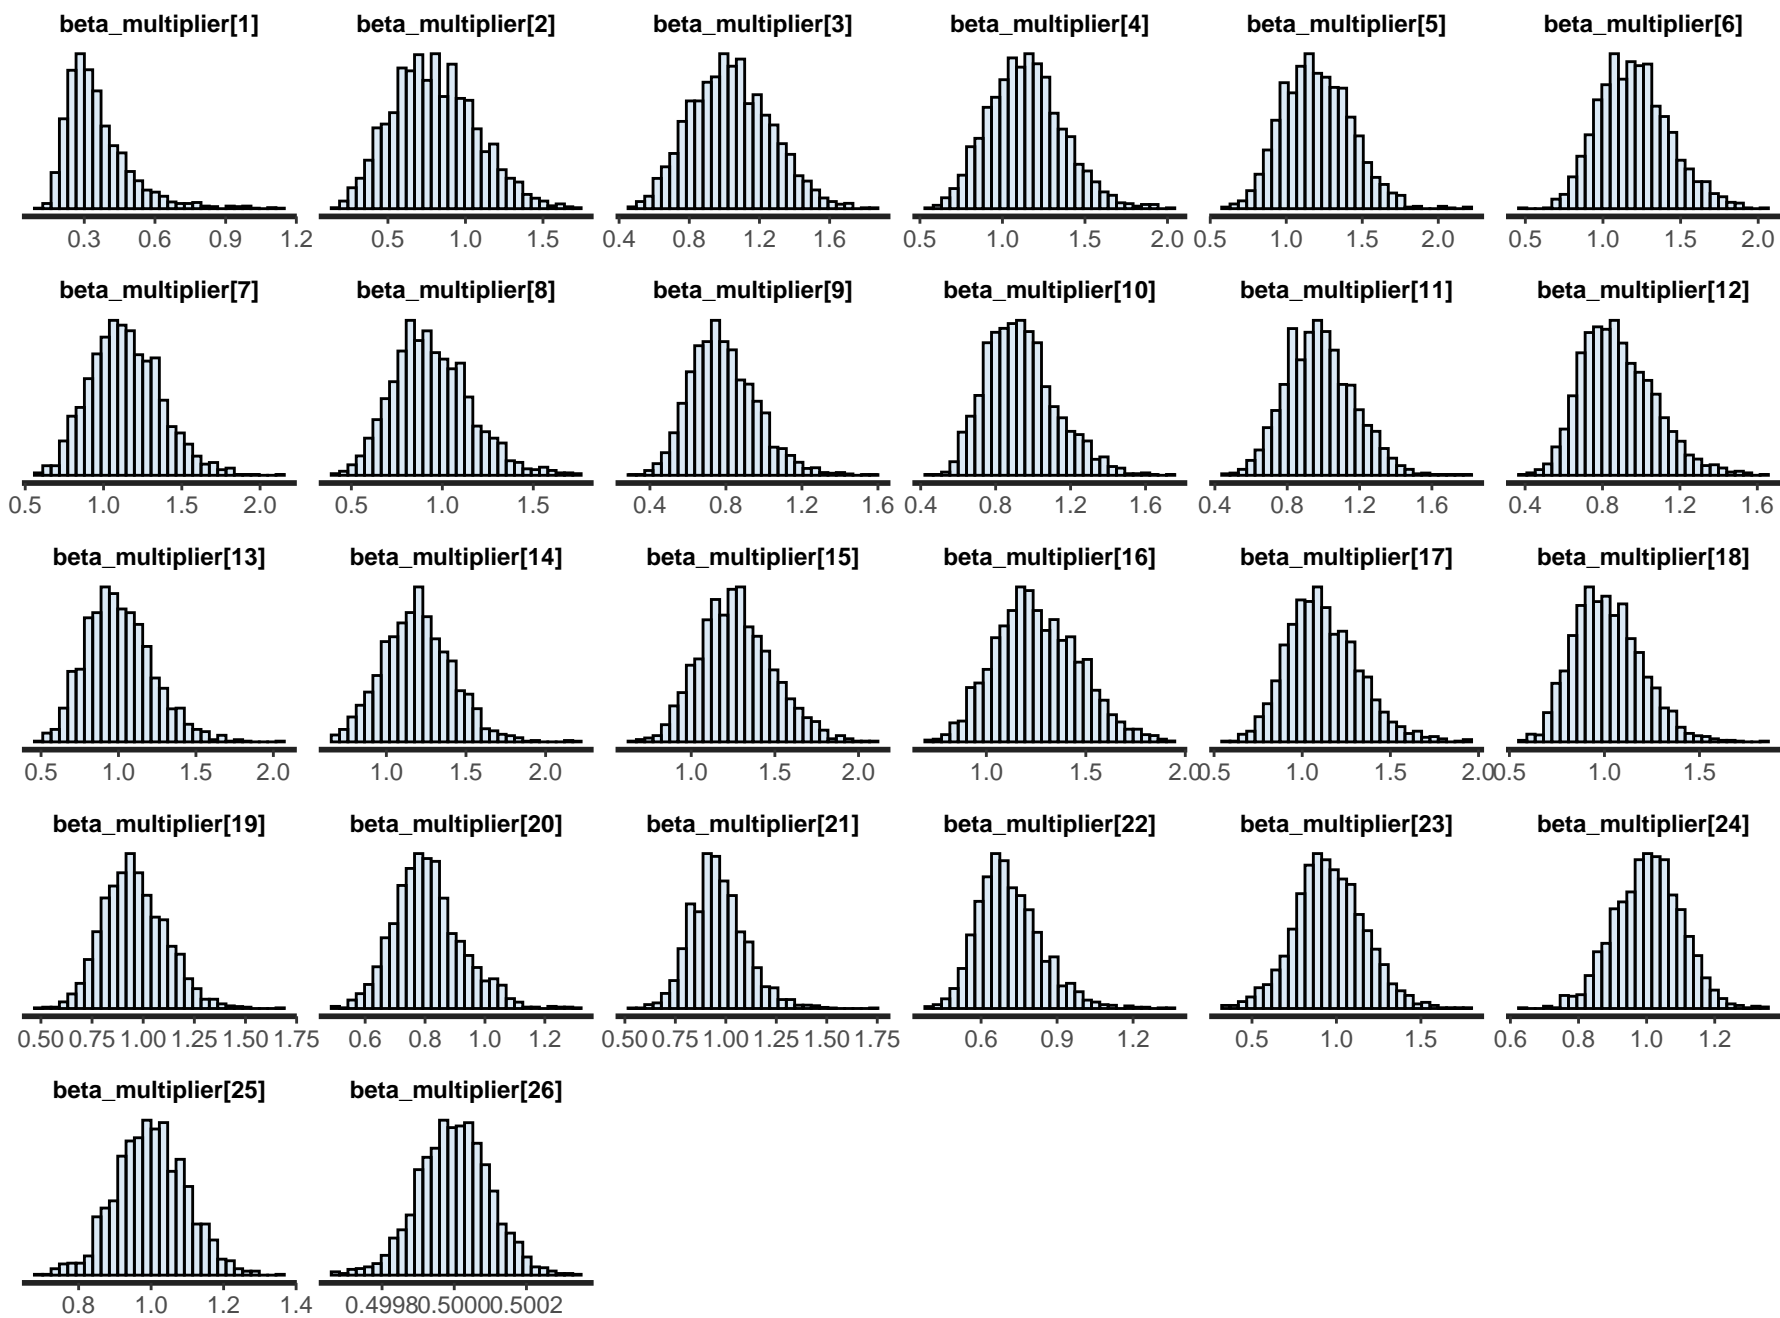 beta_multiplier[1] beta_multiplier[2] beta_multiplier[3] beta_multiplier[4] beta_multiplier[5] beta_multiplier[6]
0.3 0.6 0.9 1.2 0.5 1.0 1.5 0.4 0.8 1.2 1.6 0.5 1.0 1.5 2.0 0.5 1.0 1.5 2.0 0.5 1.0 1.5 2.0
beta_multiplier[7] beta_multiplier[8] beta_multiplier[9] beta_multiplier[10] beta_multiplier[11] beta_multiplier[12]
0.5 1.0 1.5 2.0 0.5 1.0 1.5 0.4 0.8 1.2 1.6 0.4 0.8 1.2 1.6 0.4 0.8 1.2 1.6 0.4 0.8 1.2 1.6
beta_multiplier[13] beta_multiplier[14] beta_multiplier[15] beta_multiplier[16] beta_multiplier[17] beta_multiplier[18]
0.5 1.0 1.5 2.0 1.0 1.5 2.0 1.0 1.5 2.0 1.0 1.5 2.0 0.5 1.0 1.5 2.0 0.5 1.0 1.5
beta_multiplier[19] beta_multiplier[20] beta_multiplier[21] beta_multiplier[22] beta_multiplier[23] beta_multiplier[24]
0.50 0.75 1.00 1.25 1.50 1.75 0.6 0.8 1.0 1.2 0.50 0.75 1.00 1.25 1.50 1.75 0.6 0.9 1.2 0.5 1.0 1.5 0.6 0.8 1.0 1.2
beta_multiplier[25] beta_multiplier[26]
0.8 1.0 1.2 1.4 0.4998 0.5000 0.5002